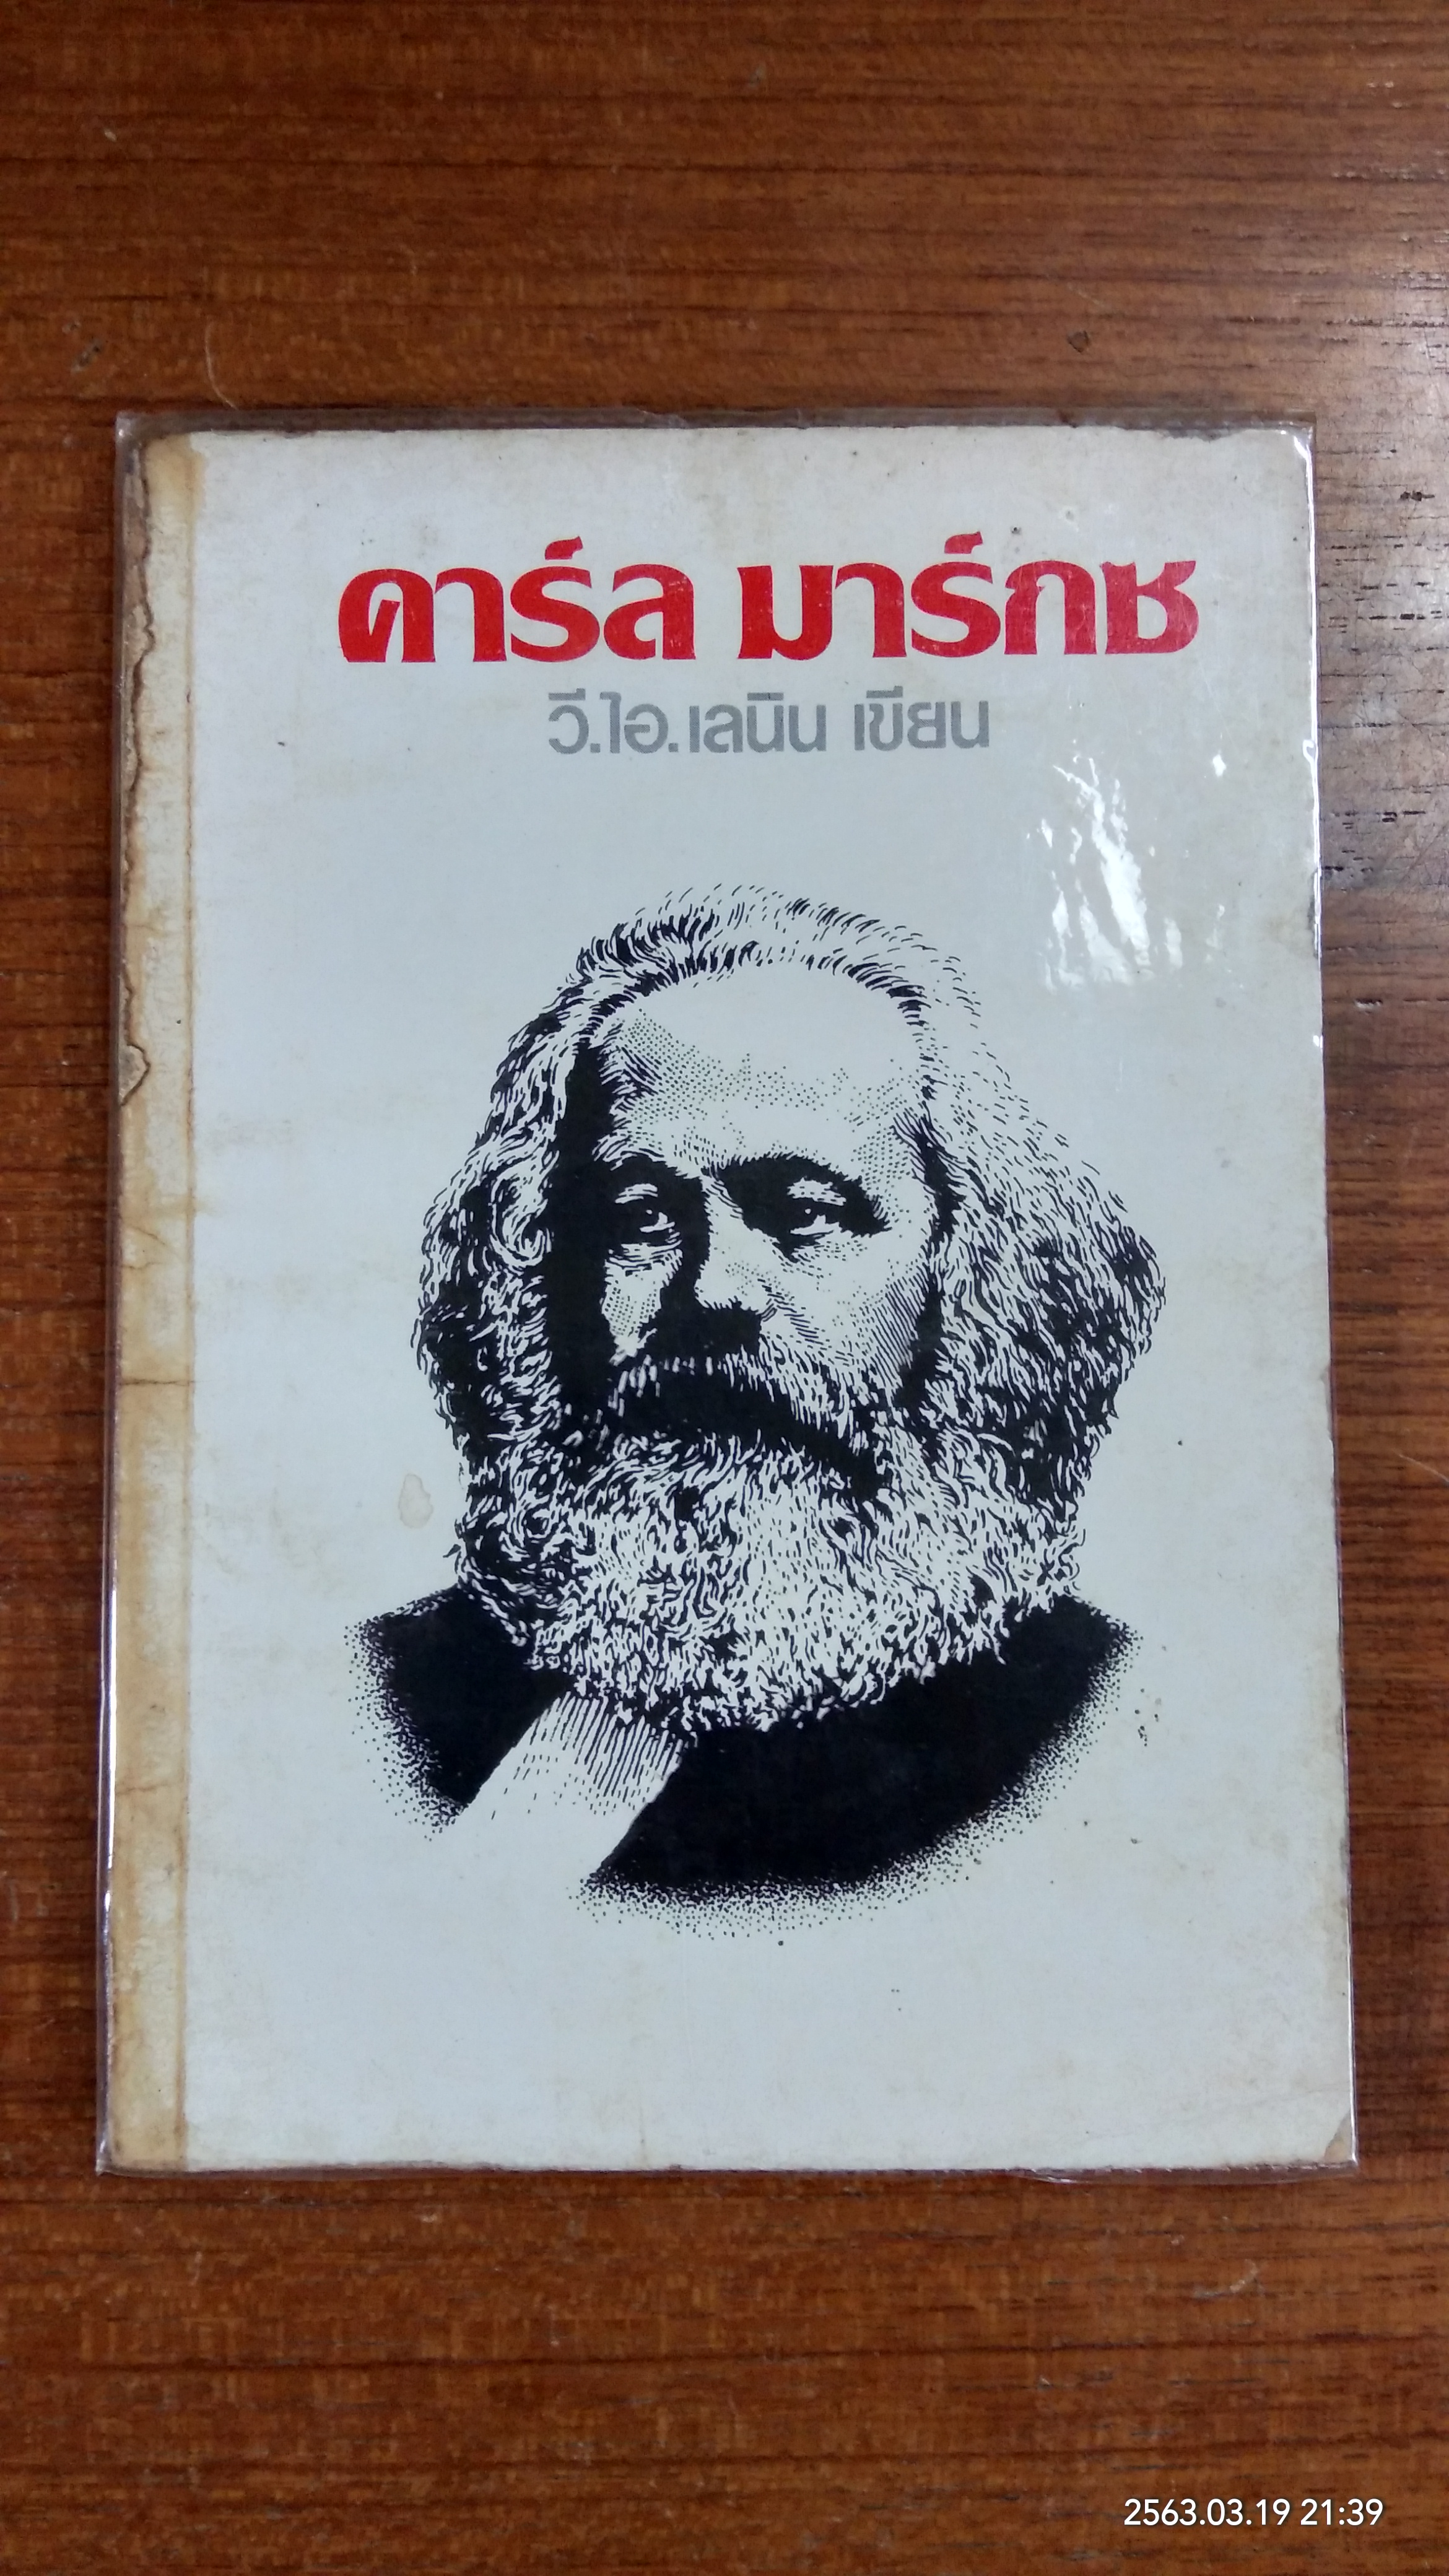 คาร์ล มาร์กซ
วี.ไอ.เลนิน เขียน
2563.03.19 21:39